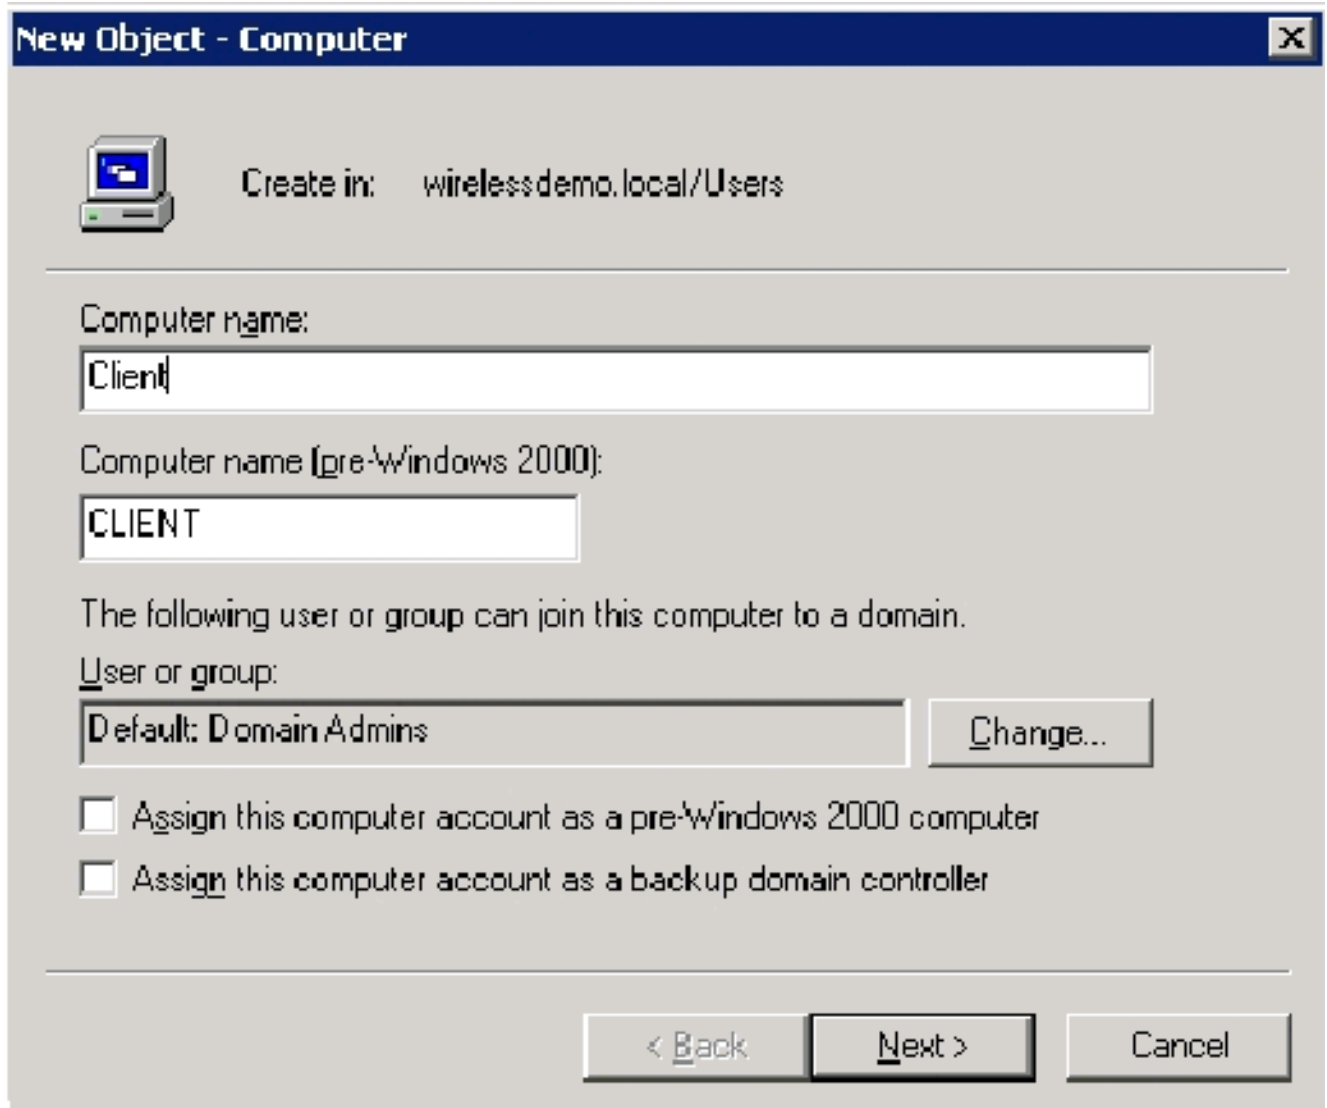 New Object - Computer
Create in: wirelessdemo.local/Users
Computer name:
Client
Computer name (pre-Windows 2000):
CLIENT
The following user or group can join this computer to a domain.
User or group:
Default: Domain Admins
Change...
Assign this computer account as a pre-Windows 2000 computer
Assign this computer account as a backup domain controller
< Back Next > Cancel